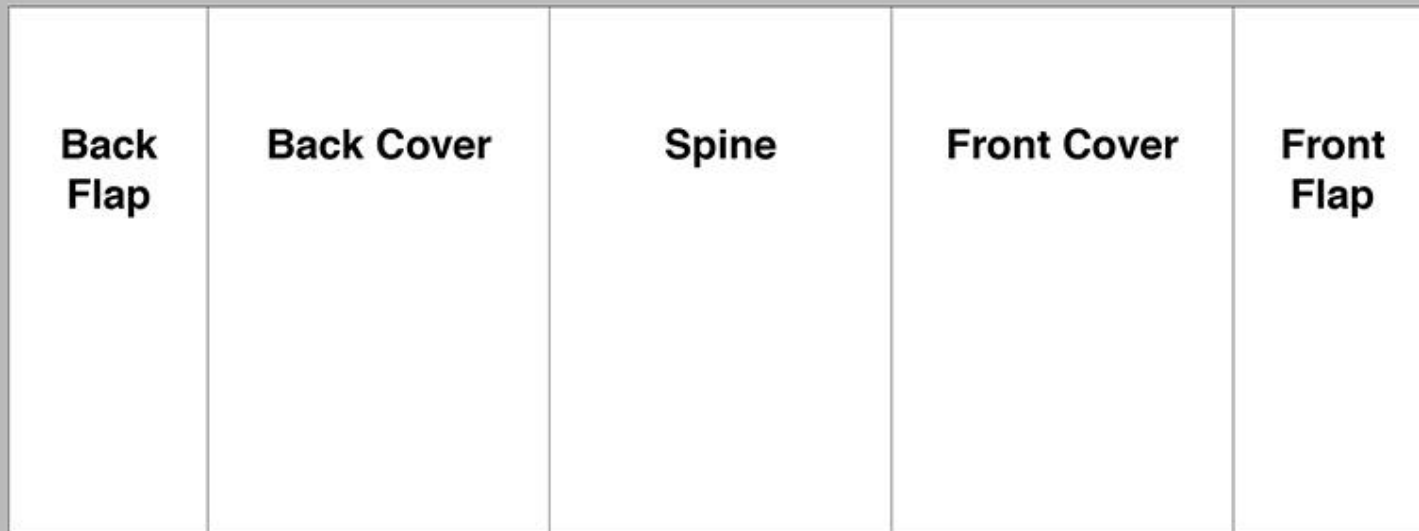 Back
Flap
Back Cover
Spine
Front Cover
Front
Flap